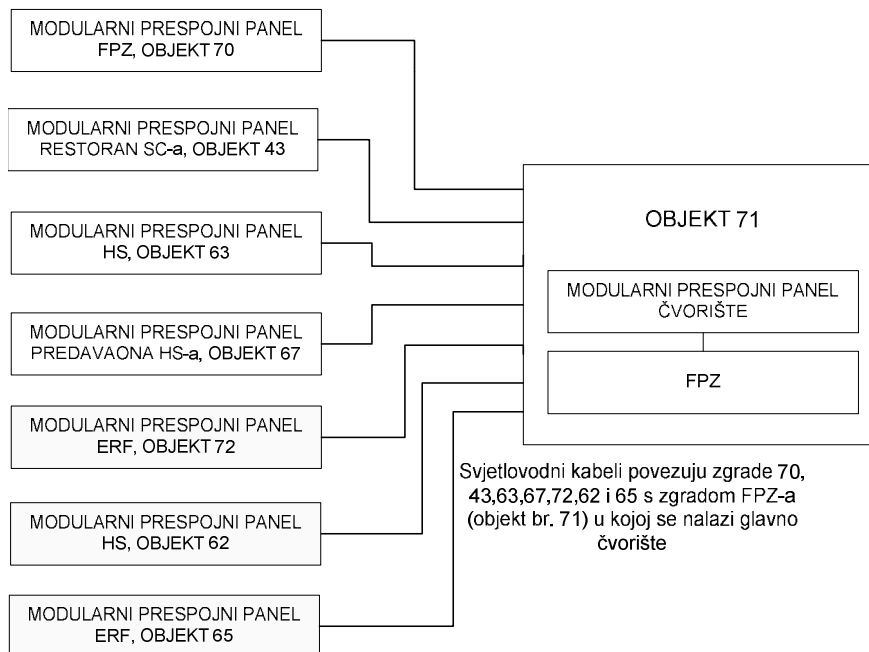 MODULARNI PRESPOJNI PANEL
FPZ, OBJEKT 70
MODULARNI PRESPOJNI PANEL
RESTORAN SC-a, OBJEKT 43
MODULARNI PRESPOJNI PANEL
HS, OBJEKT 63
MODULARNI PRESPOJNI PANEL
PREDAVAONA HS-a, OBJEKT 67
MODULARNI PRESPOJNI PANEL
ERF, OBJEKT 72
MODULARNI PRESPOJNI PANEL
HS, OBJEKT 62
MODULARNI PRESPOJNI PANEL
ERF, OBJEKT 65
OBJEKT 71
MODULARNI PRESPOJNI PANEL
ČVORIŠTE
FPZ
Svjetlovodni kabeli povezuju zgrade 70,
43,63,67,72,62 i 65 s zgradom FPZ-a
(objekt br. 71) u kojoj se nalazi glavno
čvorište